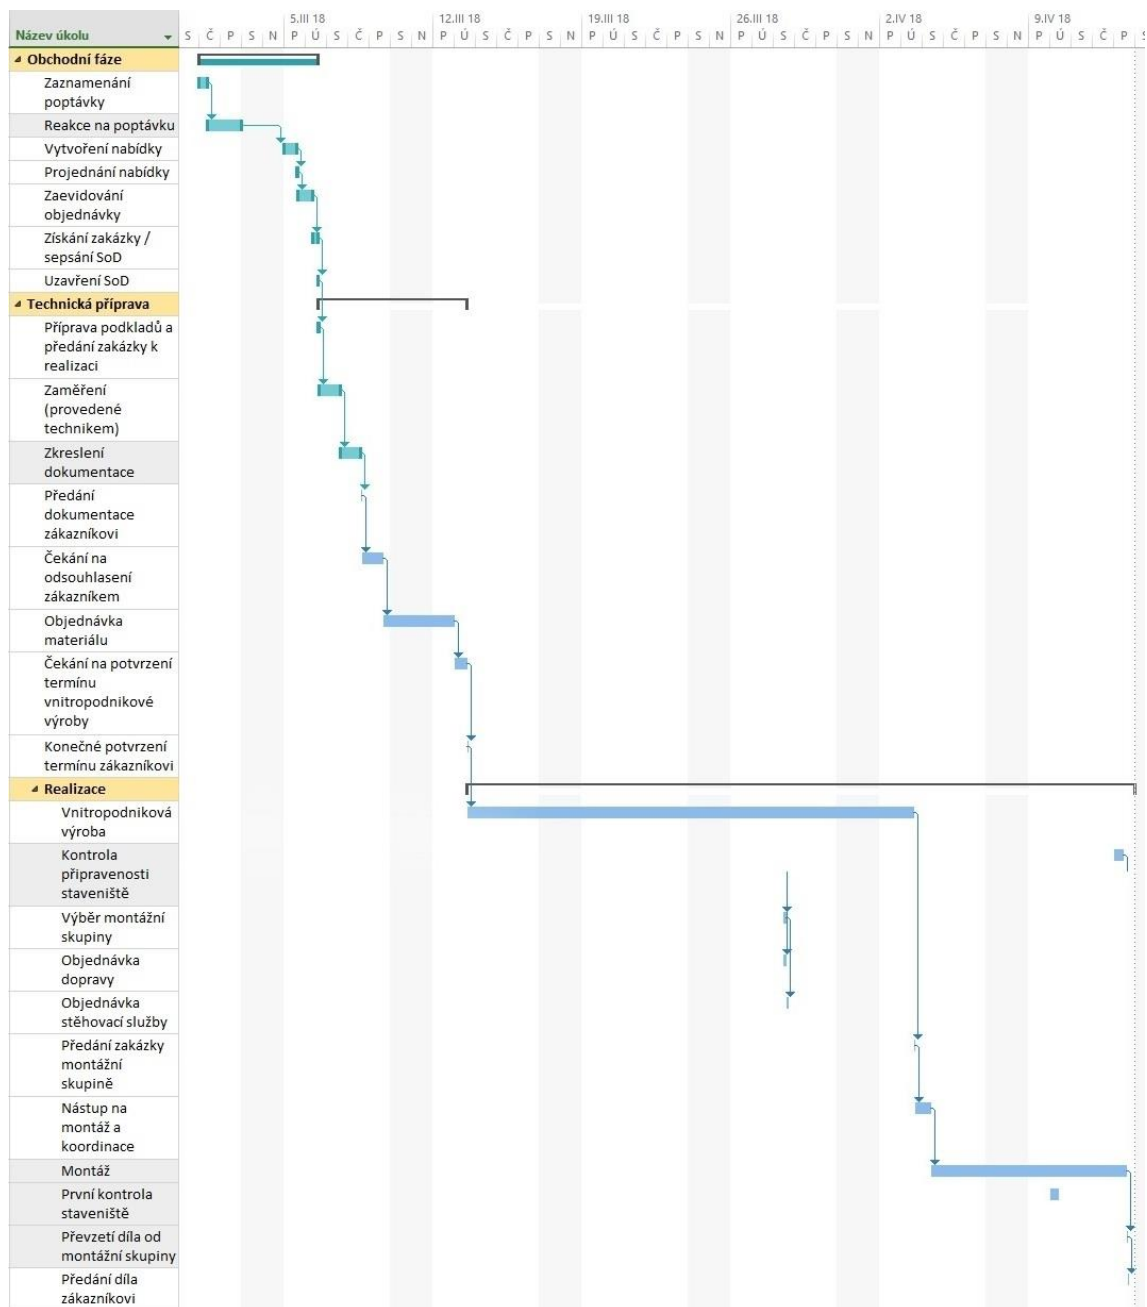 5.III 18 12.III 18 19.III 18 26.III 18 2.IV 18 9.IV 18
Název úkolu S Č P S N P Ú S Č P S N P Ú S Č P S N P Ú S Č P S N P Ú S Č P S N P Ú S Č P S N P Ú S Č P S
Obchodní fáze
Zaznamenání
poptávky
Reakce na poptávku
Vytvoření nabídky
Projednání nabídky
Zaevidování
objednávky
Získání zakázky /
sepsání SoD
Uzavření SoD
Technická příprava
Příprava podkladů a
předání zakázky k
realizaci
Zaměření
(provedené
technikem)
Zkreslení
dokumentace
Předání
dokumentace
zákazníkovi
Čekání na
odsouhlasení
zákazníkem
Objednávka
materiálu
Čekání na potvrzení
termínu
vnitropodnikové
výroby
Konečné potvrzení
termínu zákazníkovi
Realizace
Vnitropodniková
výroba
Kontrola
připravenosti
staveniště
Výběr montážní
skupiny
Objednávka
dopravy
Objednávka
stěhovací služby
Předání zakázky
montážní
skupině
Nástup na
montáž a
koordinace
Montáž
První kontrola
staveniště
Převzetí díla od
montážní skupiny
Předání díla
zákazníkovi